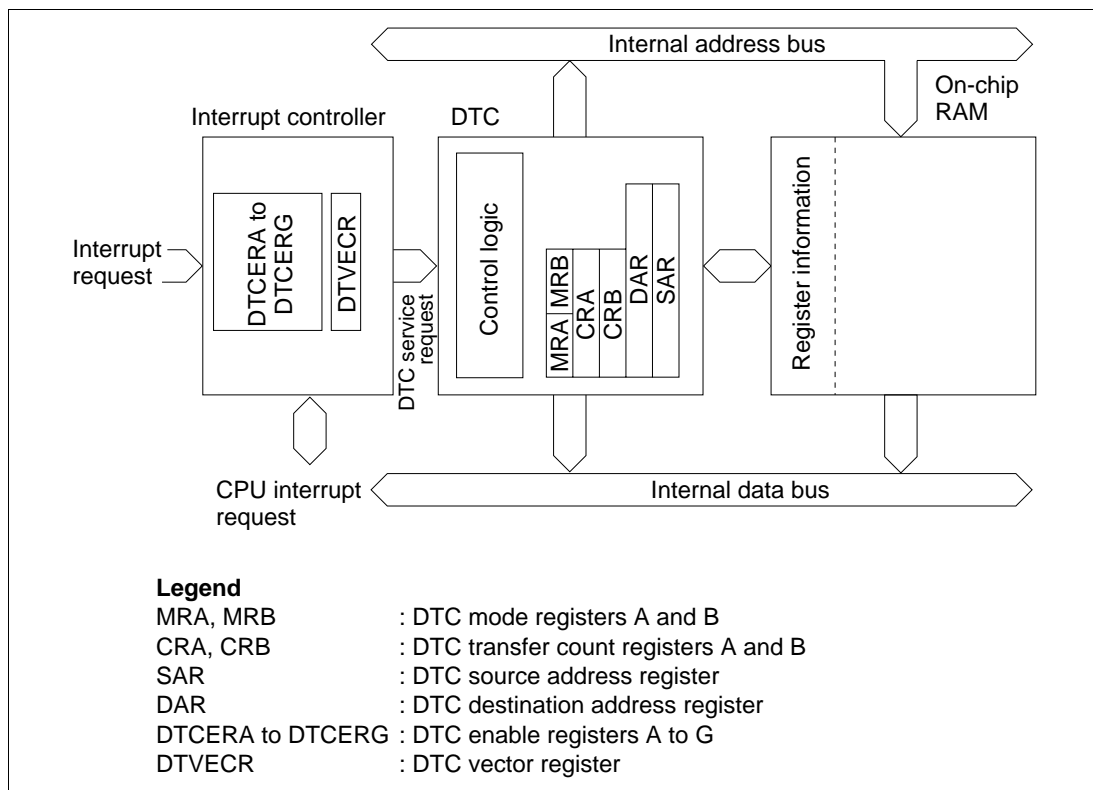 Internal address bus
On-chip
RAM
Interrupt controller
DTC
Interrupt
request
DTCERA to
DTCERG
DTVECR
DTC service
request
Control logic
MRA MRB
CRA
CRB
DAR
SAR
Register information
CPU interrupt
request
Internal data bus
Legend
MRA, MRB : DTC mode registers A and B
CRA, CRB : DTC transfer count registers A and B
SAR : DTC source address register
DAR : DTC destination address register
DTCERA to DTCERG : DTC enable registers A to G
DTVECR : DTC vector register